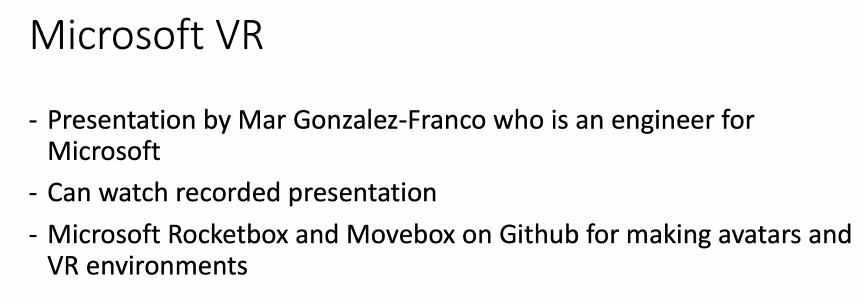 Microsoft VR
- Presentation by Mar Gonzalez-Franco who is an engineer for
Microsoft
- Can watch recorded presentation
- Microsoft Rocketbox and Movebox on Github for making avatars and
VR environments